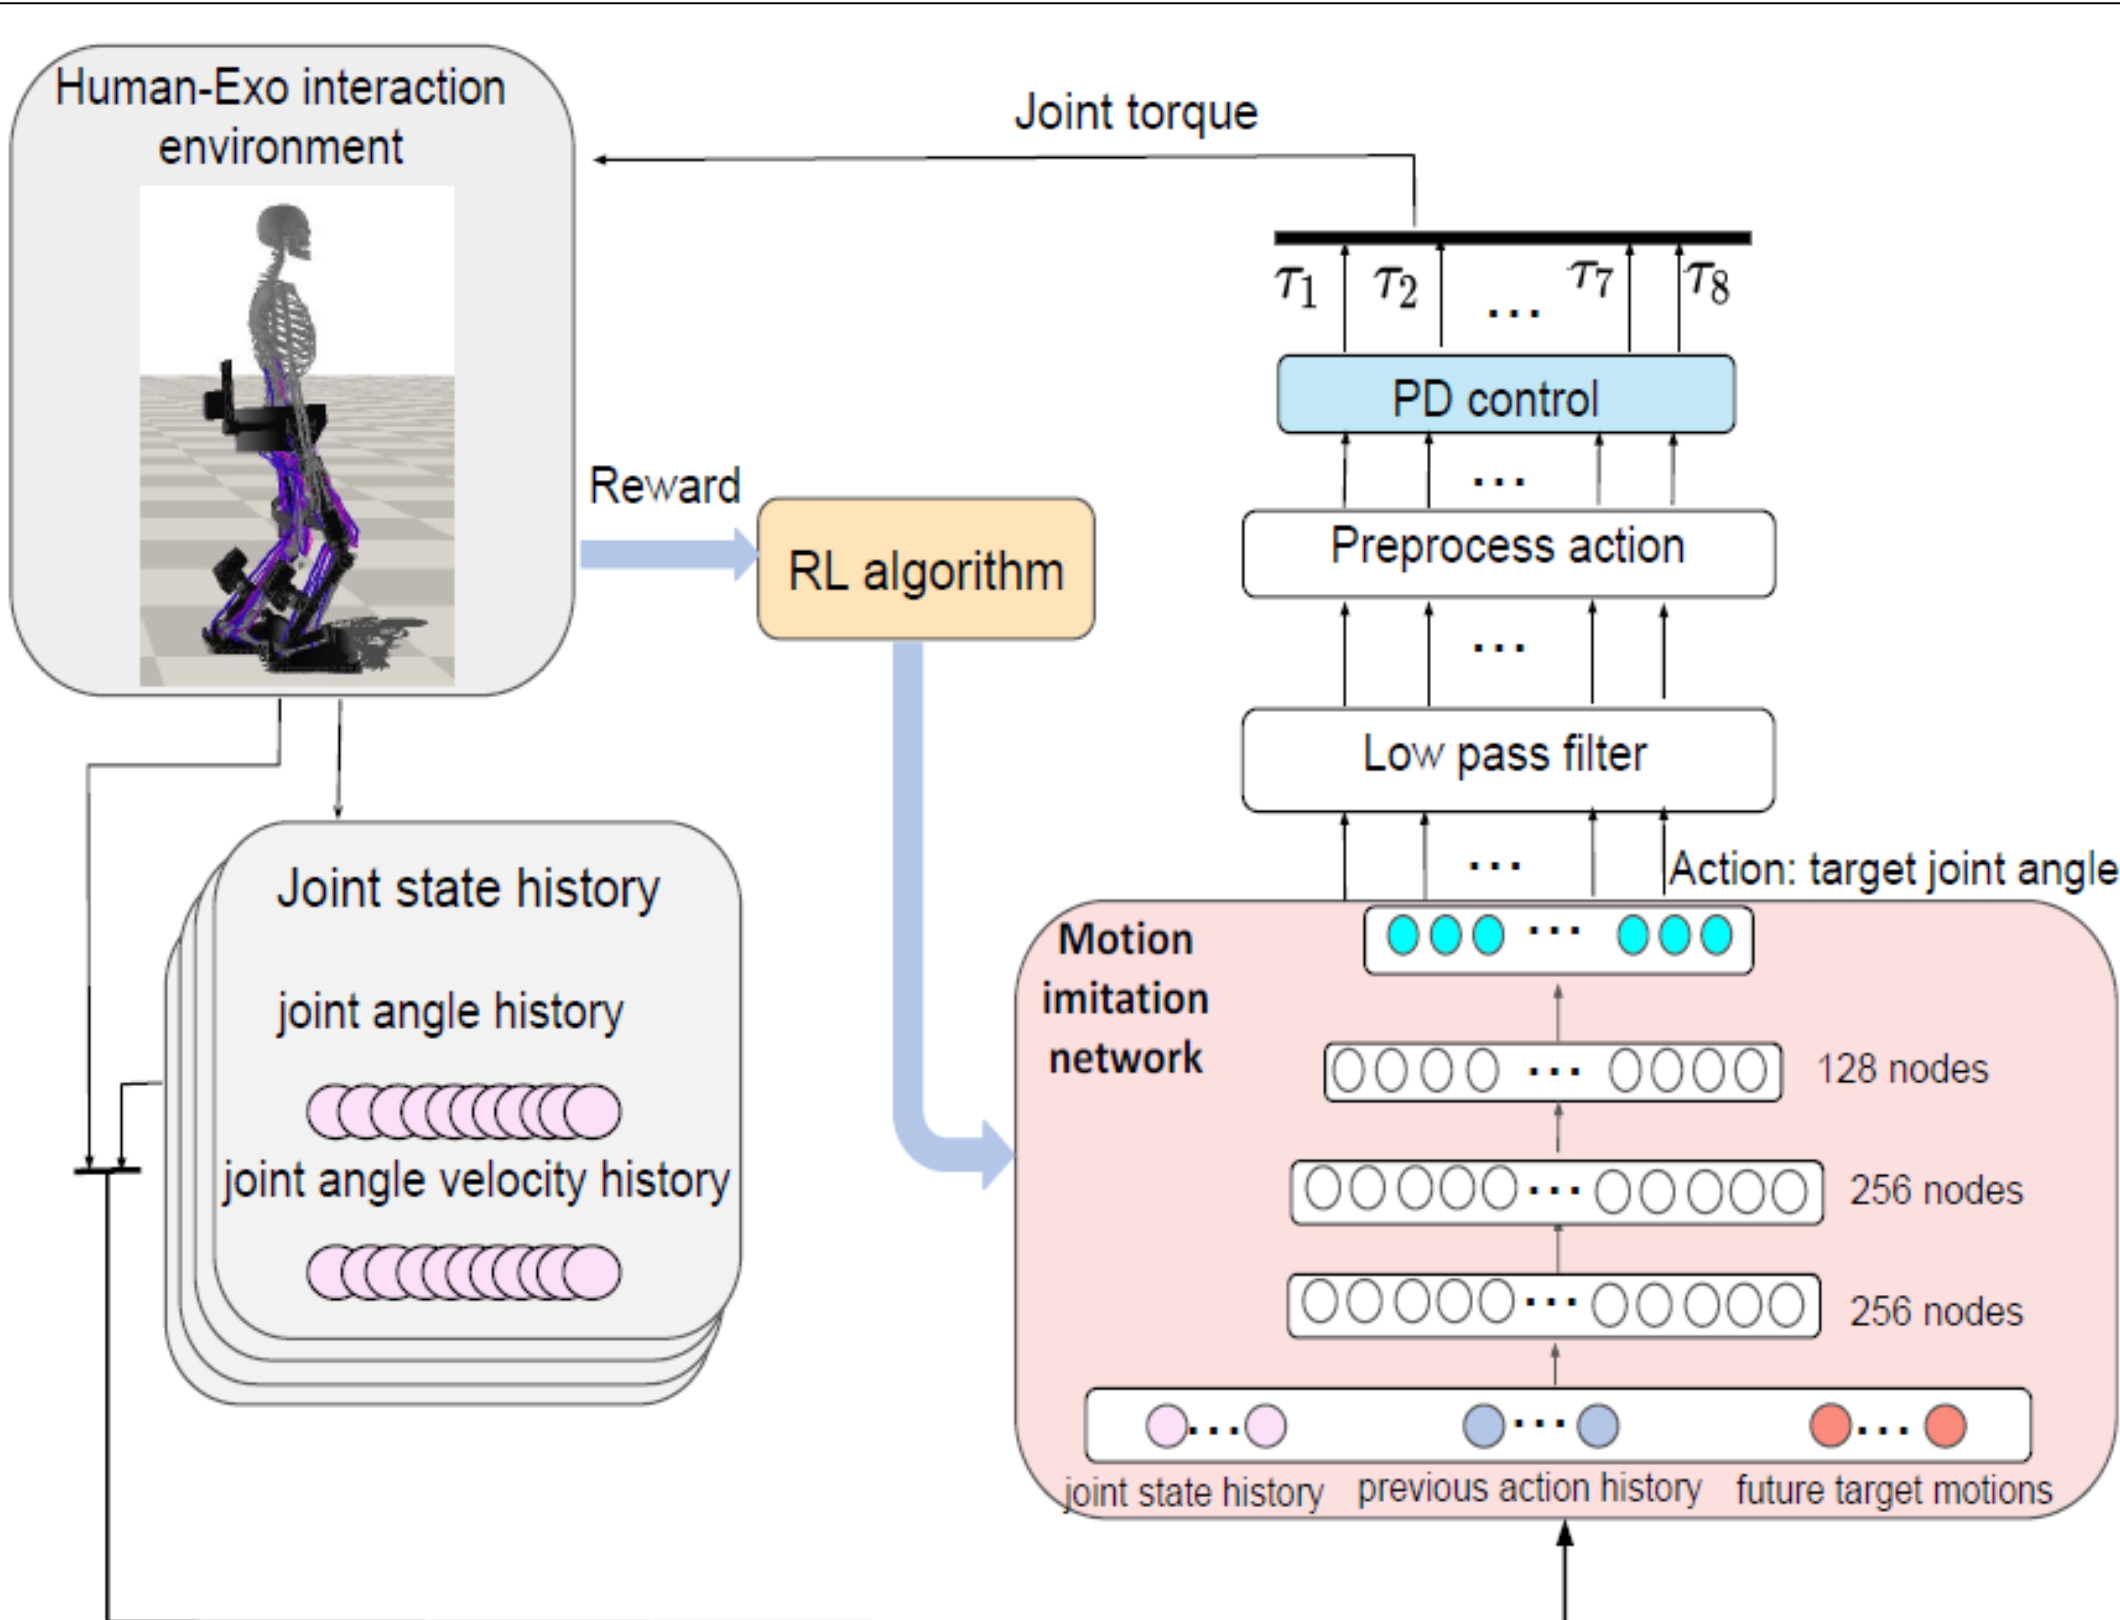 Human-Exo interaction
environment
Joint torque
τ1 τ2 ... τ7 τ8
PD control
...
Preprocess action
...
Low pass filter
...
Action: target joint angle
Reward
RL algorithm
Joint state history
joint angle history
joint angle velocity history
Motion
imitation
network
...
... 128 nodes
... 256 nodes
... 256 nodes
... ... ...
joint state history previous action history future target motions